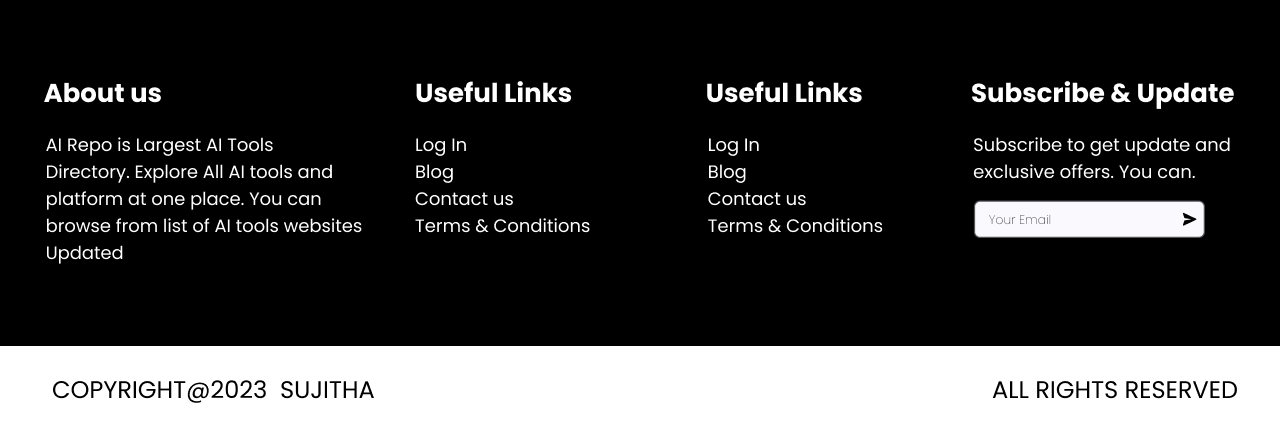 About us
AI Repo is Largest AI Tools
Directory. Explore All AI tools and
platform at one place. You can
browse from list of AI tools websites
Updated
Useful Links
Log In
Blog
Contact us
Terms & Conditions
Useful Links
Log In
Blog
Contact us
Terms & Conditions
Subscribe & Update
Subscribe to get update and
exclusive offers. You can.
Your Email
COPYRIGHT@2023 SUJITHA
ALL RIGHTS RESERVED